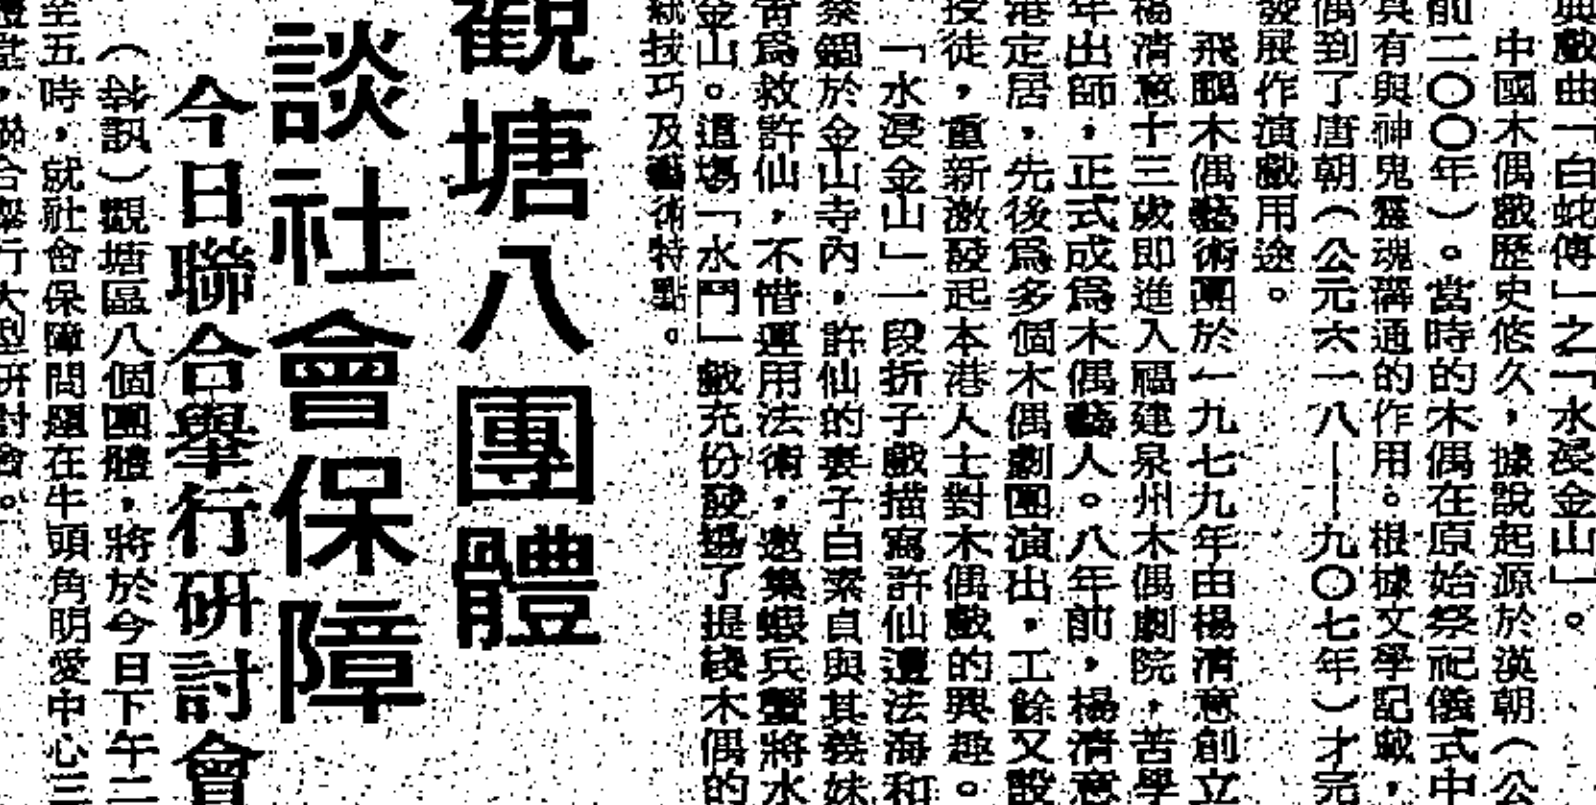 典戲曲「白蛇傳」之「水浸金山」。
中國木偶戲歷史悠久，據說起源於漢朝（公
前二〇〇年）。當時的木偶在原始祭祀儀式中
具有與神鬼靈魂溝通的作用。根據文學記載，
偶到了唐朝（公元六一八——九〇七年）才完
發展作演戲用途。
飛鵬木偶藝術團於一九七九年由楊清意創立
楊清意十三歲即進入福建泉州木偶劇院，苦學
年出師，正式成爲木偶藝人。八年前，楊清意
港定居，先後爲多個木偶劇團演出，工餘又設
授徒，重新激發起本港人士對木偶戲的興趣。
「水浸金山」一段折子戲描寫許仙遭法海和
禁錮於金山寺內，許仙的妻子白素貞與其義妹
青爲救許仙，不惜運用法術，邀集蝦兵蟹將水
金山。這場「水鬥」戲充份發揚了提綫木偶的
統技巧及藝術特點。
觀塘八團體
談社會保障
今日聯合舉行研討會
（訊）觀塘區八個團體，將於今日下午二
至五時，就社會保障問題在牛頭角明愛中心三
聯合舉行大型研討會。